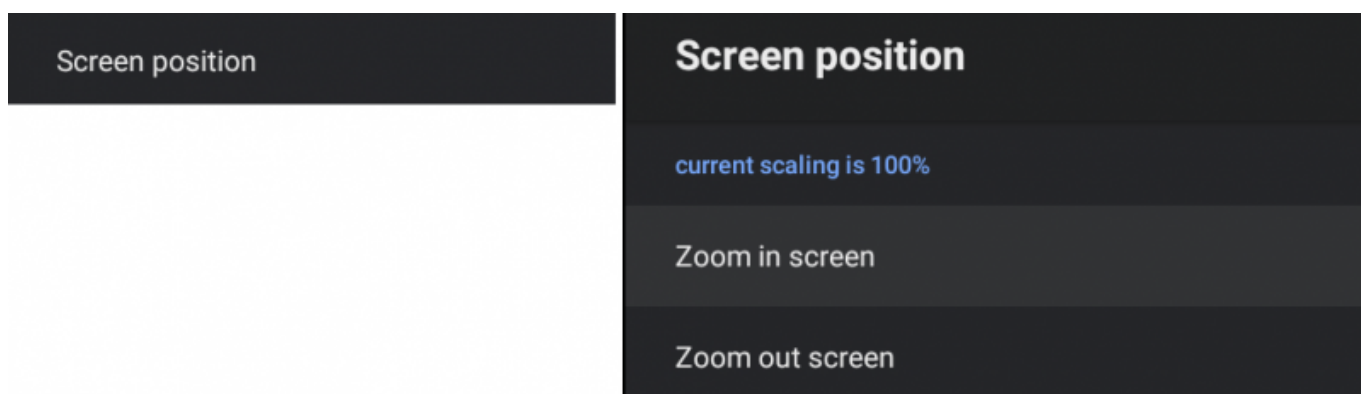 Screen position
Screen position
current scaling is 100%
Zoom in screen
Zoom out screen